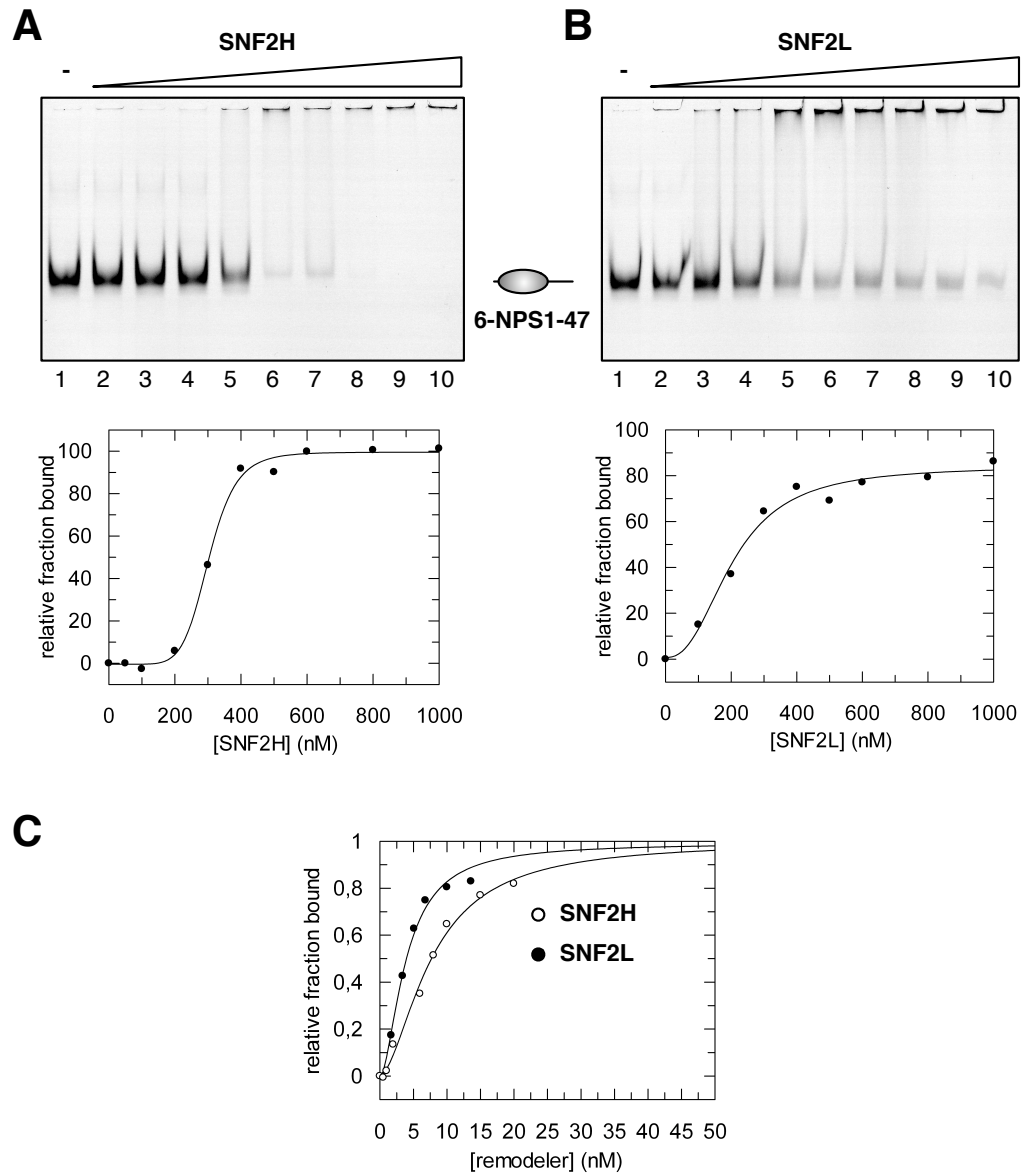 A
SNF2H
-
1 2 3 4 5 6 7 8 9 10
6-NPS1-47
B
SNF2L
-
1 2 3 4 5 6 7 8 9 10
relative fraction bound
100
80
60
40
20
0
0 200 400 600 800 1000
[SNF2H] (nM)
relative fraction bound
100
80
60
40
20
0
0 200 400 600 800 1000
[SNF2L] (nM)
C
relative fraction bound
1
0,8
0,6
0,4
0,2
0
SNF2H
SNF2L
0 5 10 15 20 25 30 35 40 45 50
[remodeler] (nM)